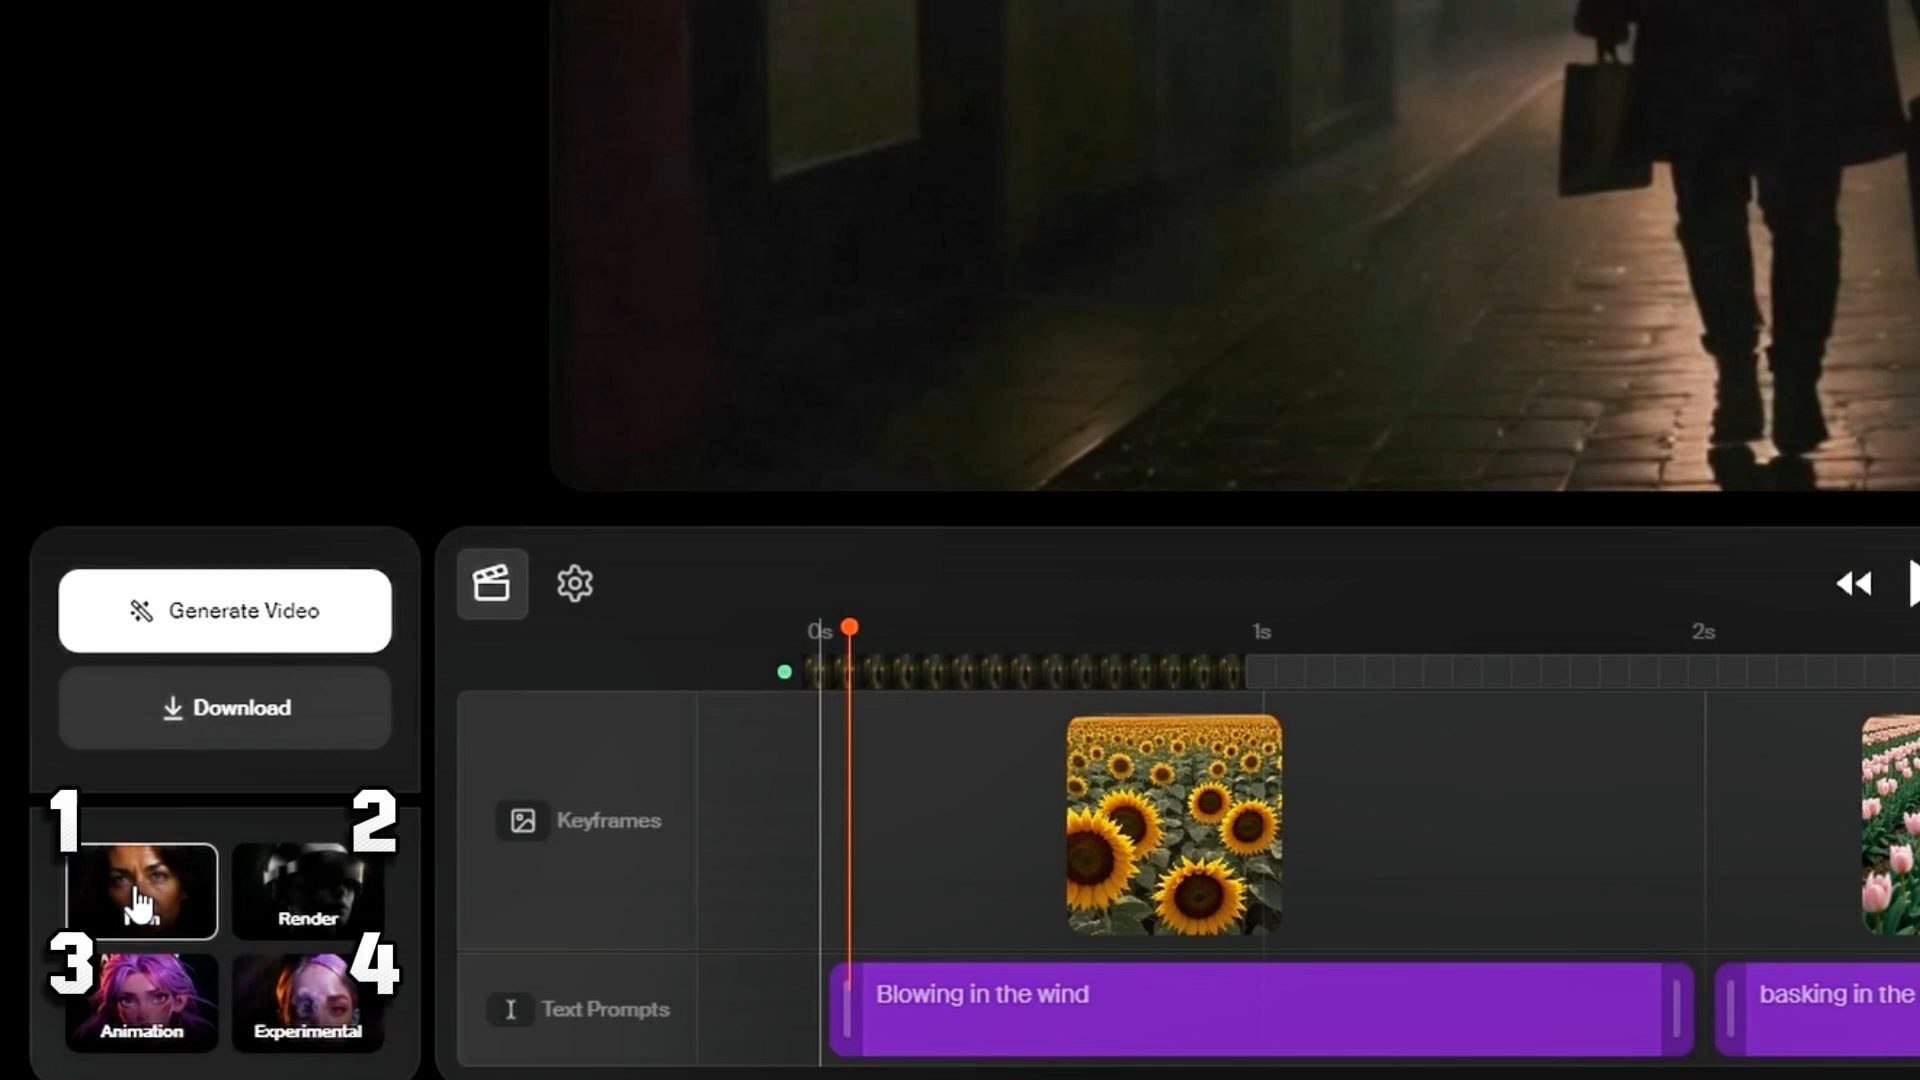 Generate Video
Download
0s
1s
2s
Keyframes
1
2
Render
3
4
Animation
Experimental
Text Prompts
Blowing in the wind
basking in the